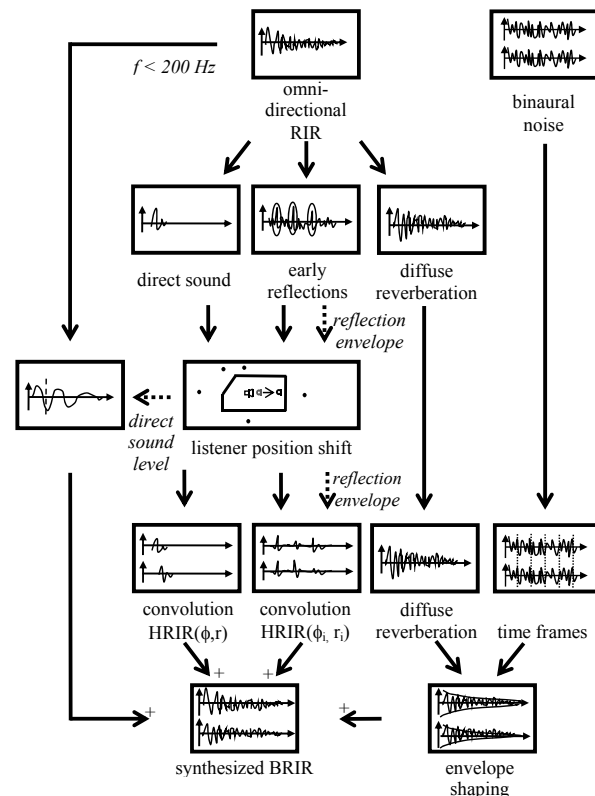 f < 200 Hz
omni-
directional
RIR
binaural
noise
direct sound
early
reflections
diffuse
reverberation
reflection
envelope
direct
sound
level
listener position shift
reflection
envelope
convolution
HRIR(ϕ,r)
convolution
HRIR(ϕi, ri)
diffuse
reverberation
time frames
+
+
+
+
synthesized BRIR
envelope
shaping